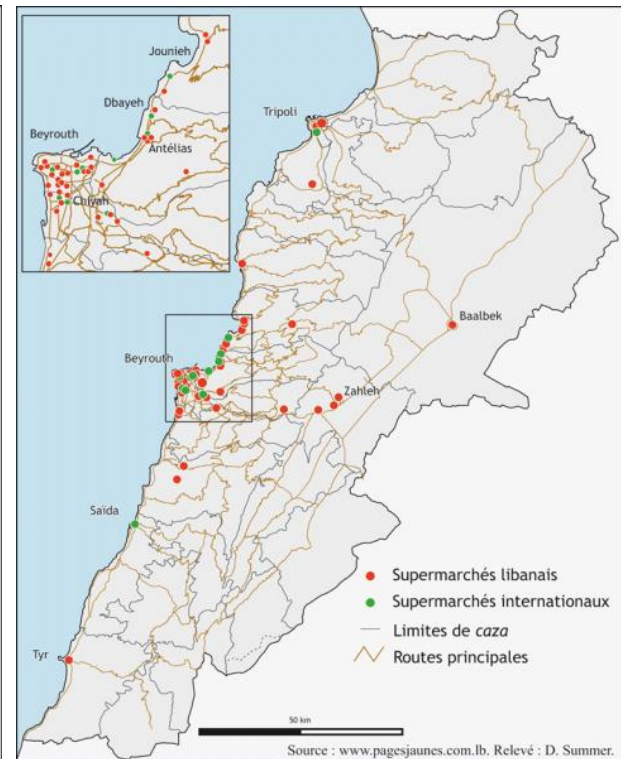 Jounieh
Dbayeh
Beyrouth
Antélias
Chiyah
Tripoli
Baalbek
Beyrouth
Zahleh
Saïda
Tyr
Supermarchés libanais
Supermarchés internationaux
Limites de caza
Routes principales
50 km
Source : www.pagesjaunes.com.lb. Relevé : D. Summer.